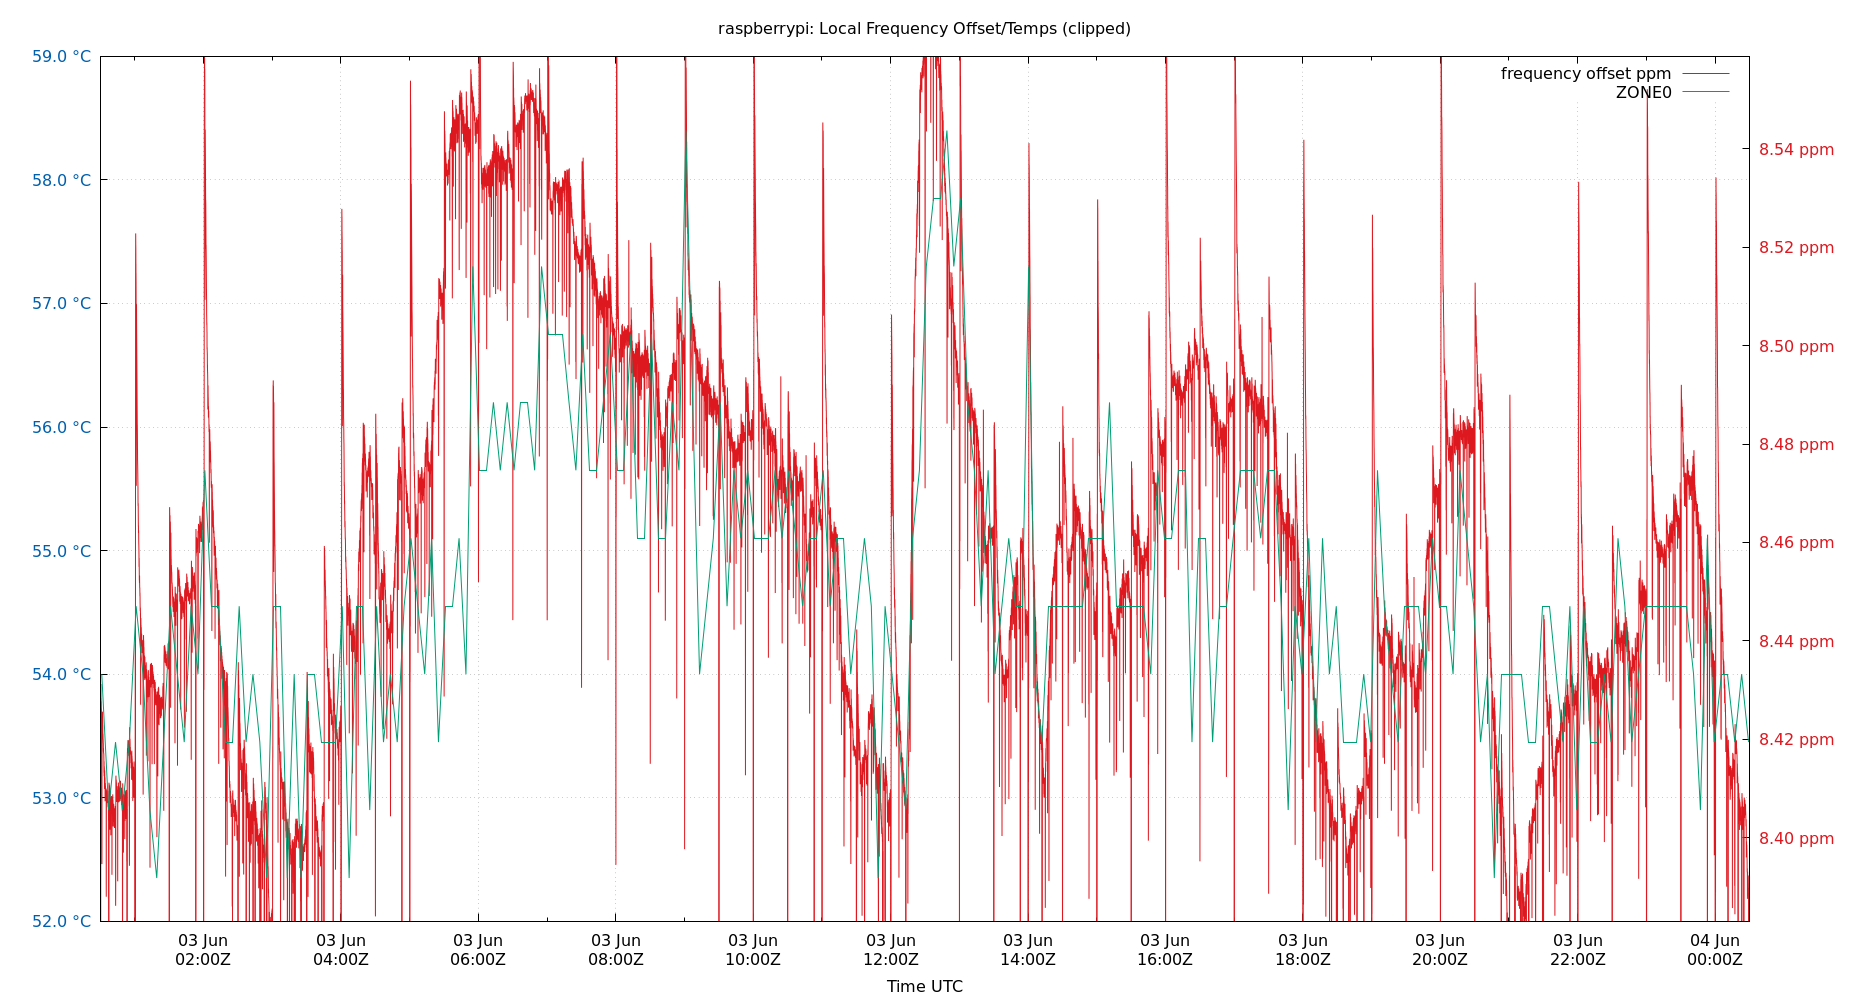 raspberrypi: Local Frequency Offset/Temps (clipped)
frequency offset ppm
ZONE0
59.0 °C
58.0 °C
57.0 °C
56.0 °C
55.0 °C
54.0 °C
53.0 °C
52.0 °C
8.54 ppm
8.52 ppm
8.50 ppm
8.48 ppm
8.46 ppm
8.44 ppm
8.42 ppm
8.40 ppm
03 Jun 03 Jun 03 Jun 03 Jun 03 Jun 03 Jun 03 Jun 03 Jun 03 Jun 03 Jun 03 Jun 04 Jun
02:00Z 04:00Z 06:00Z 08:00Z 10:00Z 12:00Z 14:00Z 16:00Z 18:00Z 20:00Z 22:00Z 00:00Z
Time UTC